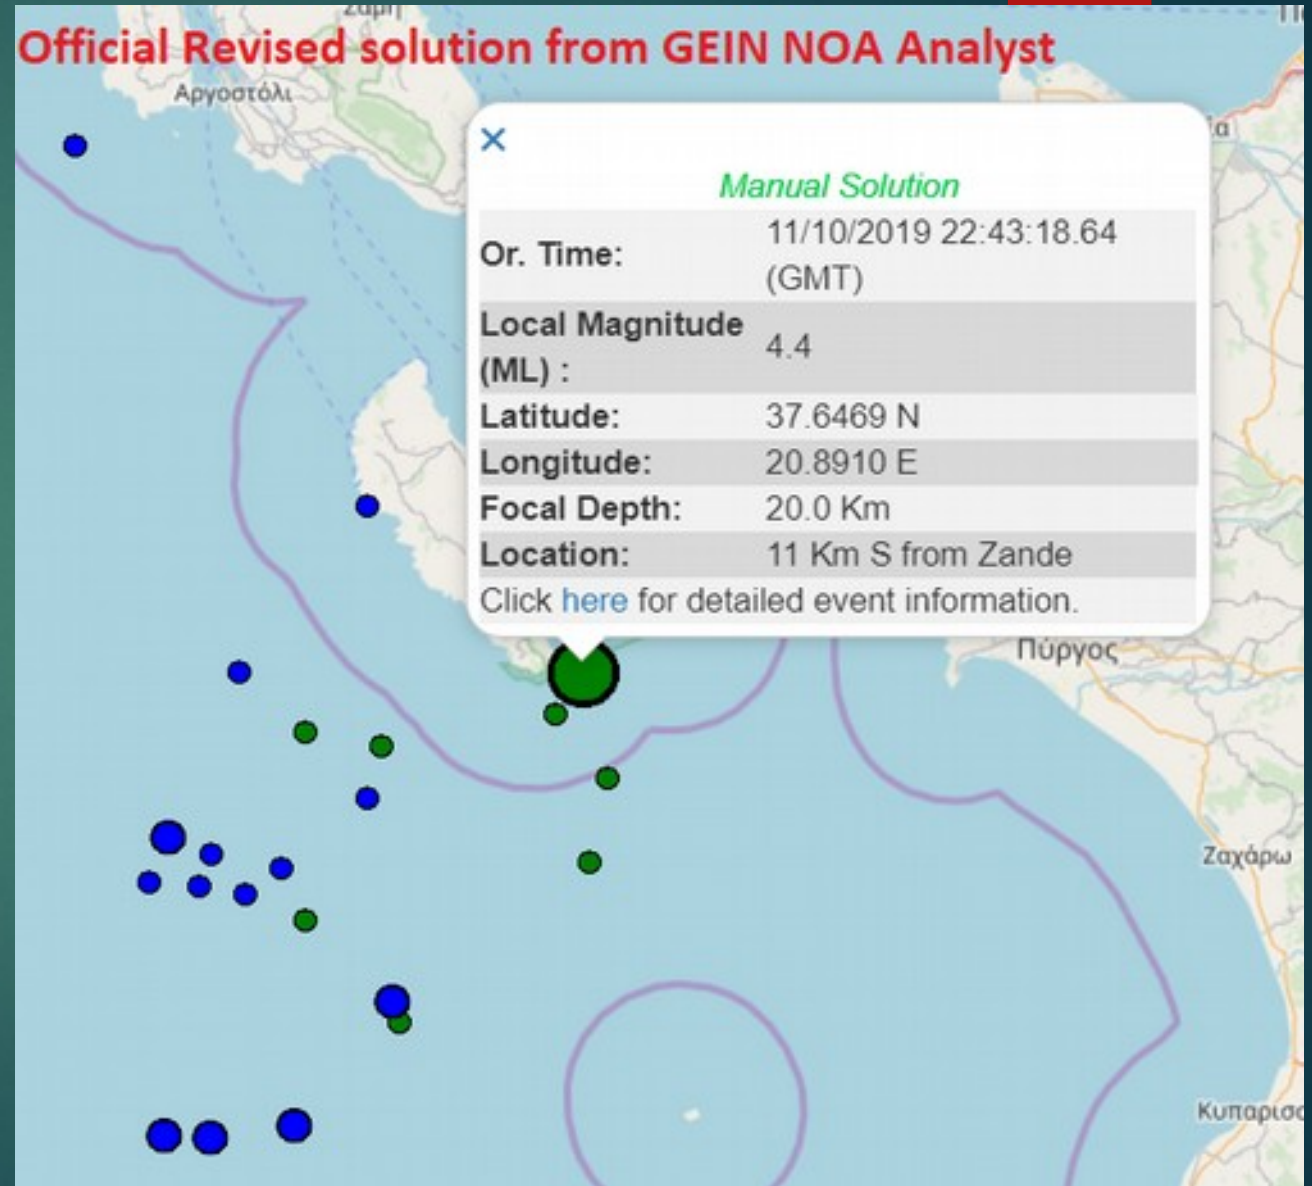 Σάμη
Official Revised solution from GEIN NOA Analyst
Αργοστόλι
×
Manual Solution
Or. Time: 11/10/2019 22:43:18.64
(GMT)
Local Magnitude
(ML) : 4.4
Latitude: 37.6469 N
Longitude: 20.8910 E
Focal Depth: 20.0 Km
Location: 11 Km S from Zande
Click here for detailed event information.
Πύργος
Ζαχάρω